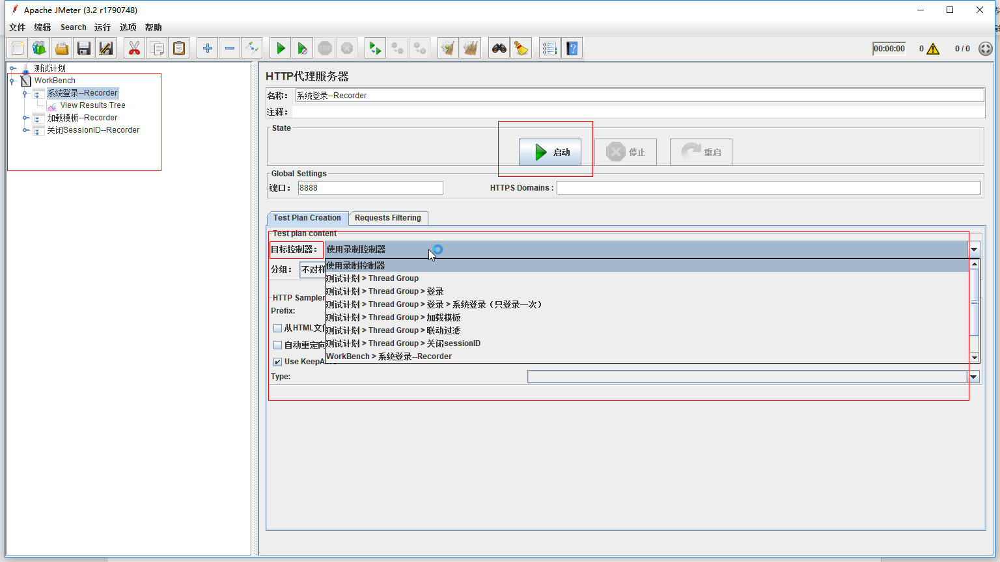 Apache JMeter (3.2 r1790748)
文件 编辑 Search 运行 选项 帮助
STOP
00:00:00 0 0 / 0
测试计划
WorkBench
系统登录--Recorder
View Results Tree
加载模板--Recorder
关闭SessionID--Recorder
HTTP代理服务器
名称： 系统登录--Recorder
注释：
State
启动 停止 重启
Global Settings
端口： 8888 HTTPS Domains :
Test Plan Creation Requests Filtering
Test plan content
目标控制器： 使用录制控制器
使用录制控制器
分组： 不对样
测试计划 > Thread Group
测试计划 > Thread Group > 登录
HTTP Sampler
测试计划 > Thread Group > 登录 > 系统登录（只登录一次）
Prefix:
测试计划 > Thread Group > 加载模板
从HTML文件 测试计划 > Thread Group > 联动过滤
自动重定向 测试计划 > Thread Group > 关闭sessionID
WorkBench > 系统登录--Recorder
Use KeepAlive
Type: